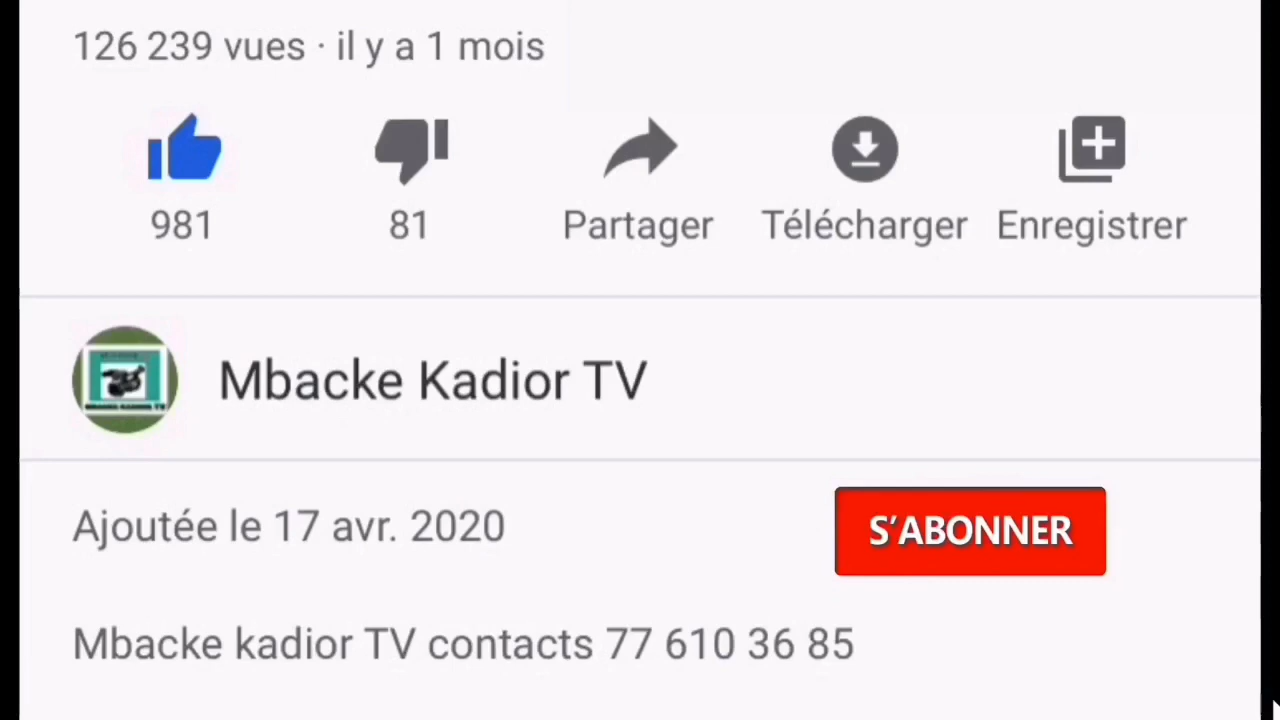 126 239 vues · il y a 1 mois
981
81
Partager
Télécharger
Enregistrer
Mbacke Kadior TV
Ajoutée le 17 avr. 2020
S'ABONNER
Mbacke kadior TV contacts 77 610 36 85